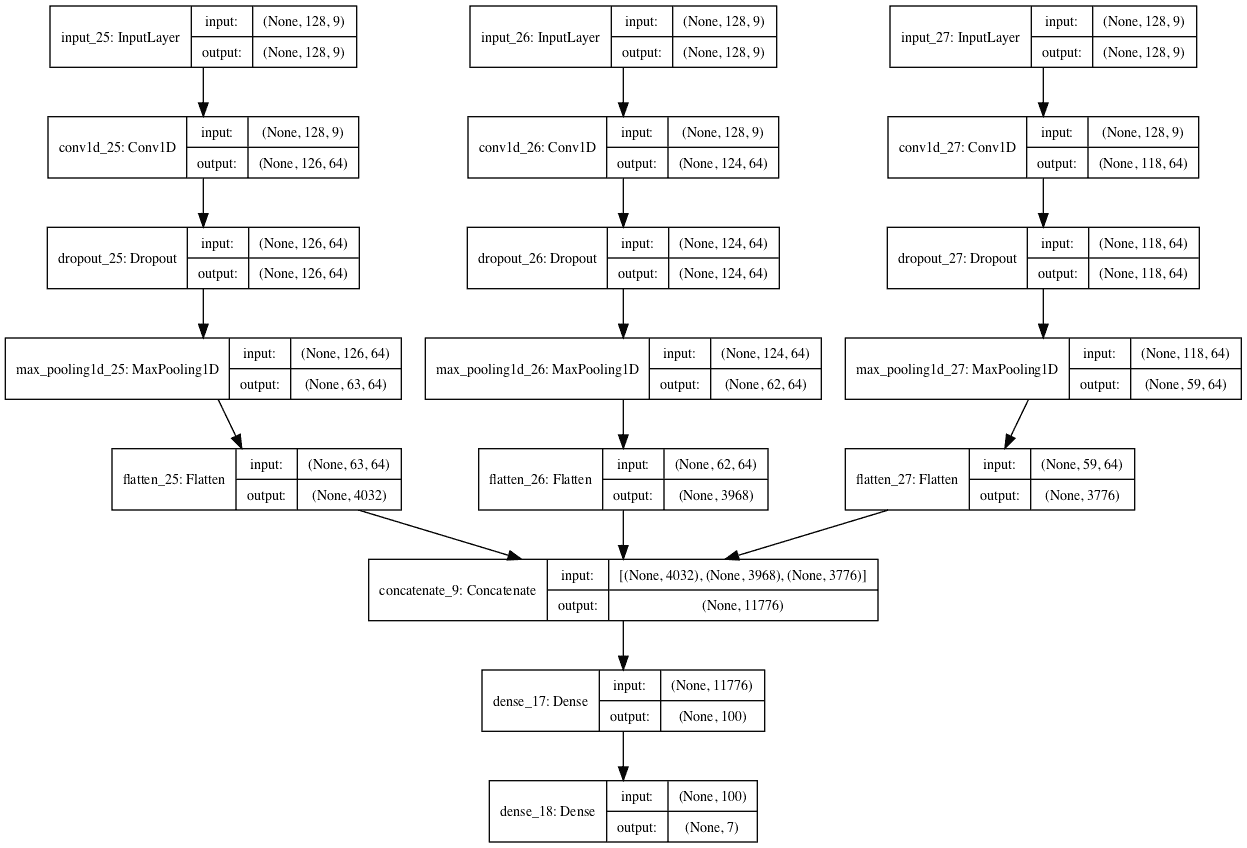 input_25: InputLayer input: (None, 128, 9)
output: (None, 128, 9)
input_26: InputLayer input: (None, 128, 9)
output: (None, 128, 9)
input_27: InputLayer input: (None, 128, 9)
output: (None, 128, 9)
conv1d_25: Conv1D input: (None, 128, 9)
output: (None, 126, 64)
conv1d_26: Conv1D input: (None, 128, 9)
output: (None, 124, 64)
conv1d_27: Conv1D input: (None, 128, 9)
output: (None, 118, 64)
dropout_25: Dropout input: (None, 126, 64)
output: (None, 126, 64)
dropout_26: Dropout input: (None, 124, 64)
output: (None, 124, 64)
dropout_27: Dropout input: (None, 118, 64)
output: (None, 118, 64)
max_pooling1d_25: MaxPooling1D input: (None, 126, 64)
output: (None, 63, 64)
max_pooling1d_26: MaxPooling1D input: (None, 124, 64)
output: (None, 62, 64)
max_pooling1d_27: MaxPooling1D input: (None, 118, 64)
output: (None, 59, 64)
flatten_25: Flatten input: (None, 63, 64)
output: (None, 4032)
flatten_26: Flatten input: (None, 62, 64)
output: (None, 3968)
flatten_27: Flatten input: (None, 59, 64)
output: (None, 3776)
concatenate_9: Concatenate input: [(None, 4032), (None, 3968), (None, 3776)]
output: (None, 11776)
dense_17: Dense input: (None, 11776)
output: (None, 100)
dense_18: Dense input: (None, 100)
output: (None, 7)